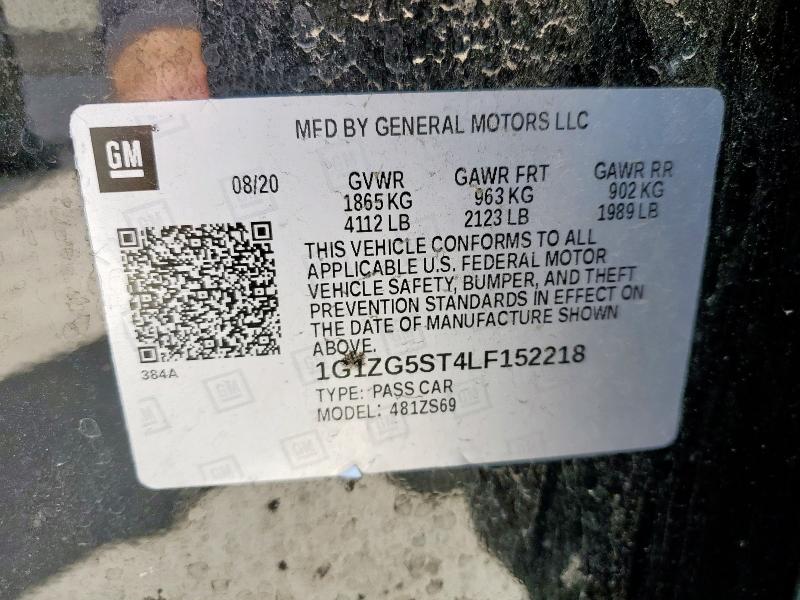 MFD BY GENERAL MOTORS LLC
GM
08/20
GVWR GAWR FRT GAWR RR
1865 KG 963 KG 902 KG
4112 LB 2123 LB 1989 LB
THIS VEHICLE CONFORMS TO ALL
APPLICABLE U.S. FEDERAL MOTOR
VEHICLE SAFETY, BUMPER, AND THEFT
PREVENTION STANDARDS IN EFFECT ON
THE DATE OF MANUFACTURE SHOWN
ABOVE.
384A
1G1ZG5ST4LF152218
TYPE: PASS CAR
MODEL: 481ZS69